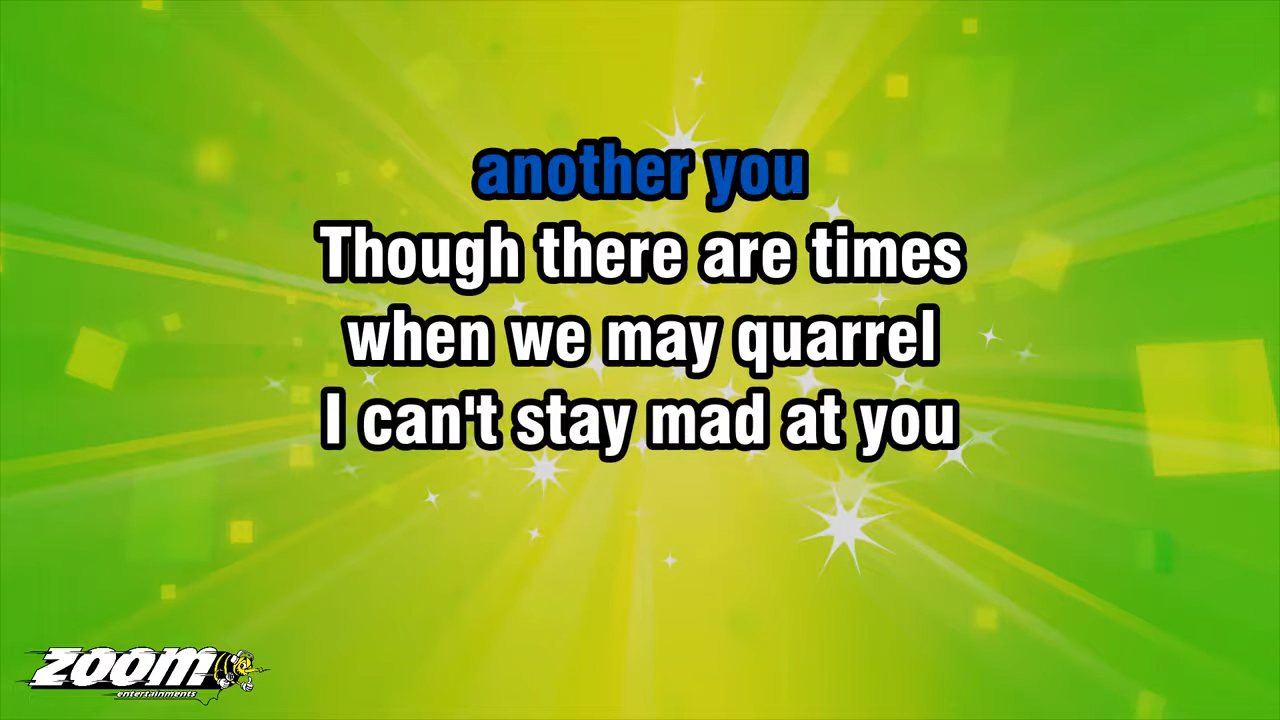 another you
Though there are times
when we may quarrel
I can't stay mad at you
ZOOM
entertainments